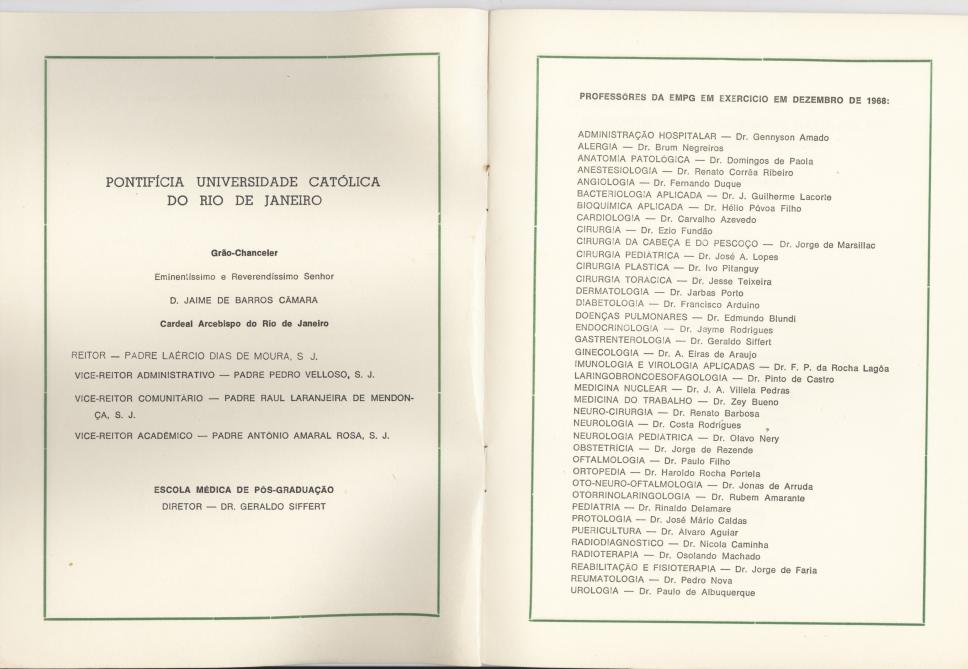 PONTIFÍCIA UNIVERSIDADE CATÓLICA
DO RIO DE JANEIRO
Grão-Chanceler
Eminentíssimo e Reverendíssimo Senhor
D. JAIME DE BARROS CÂMARA
Cardeal Arcebispo do Rio de Janeiro
REITOR — PADRE LAÉRCIO DIAS DE MOURA, S J.
VICE-REITOR ADMINISTRATIVO — PADRE PEDRO VELLOSO, S. J.
VICE-REITOR COMUNITÁRIO — PADRE RAUL LARANJEIRA DE MENDON-
ÇA, S. J.
VICE-REITOR ACADÊMICO — PADRE ANTÔNIO AMARAL ROSA, S. J.
ESCOLA MÉDICA DE PÓS-GRADUAÇÃO
DIRETOR — DR. GERALDO SIFFERT
PROFESSÔRES DA EMPG EM EXERCÍCIO EM DEZEMBRO DE 1968:
ADMINISTRAÇÃO HOSPITALAR — Dr. Gennyson Amado
ALERGIA — Dr. Brum Negreiros
ANATOMIA PATOLÓGICA — Dr. Domingos de Paola
ANESTESIOLOGIA — Dr. Renato Corrêa Ribeiro
ANGIOLOGIA — Dr. Fernando Duque
BACTERIOLOGIA APLICADA — Dr. J. Guilherme Lacorte
BIOQUÍMICA APLICADA — Dr. Hélio Póvoa Filho
CARDIOLOGIA — Dr. Carvalho Azevedo
CIRURGIA — Dr. Ezio Fundão
CIRURGIA DA CABEÇA E DO PESCOÇO — Dr. Jorge de Marsillac
CIRURGIA PEDIÁTRICA — Dr. José A. Lopes
CIRURGIA PLÁSTICA — Dr. Ivo Pitanguy
CIRURGIA TORÁCICA — Dr. Jesse Teixeira
DERMATOLOGIA — Dr. Jarbas Porto
DIABETOLOGIA — Dr. Francisco Arduino
DOENÇAS PULMONARES — Dr. Edmundo Blundi
ENDOCRINOLOGIA — Dr. Jayme Rodrigues
GASTRENTEROLOGIA — Dr. Geraldo Siffert
GINECOLOGIA — Dr. A. Eiras de Araujo
IMUNOLOGIA E VIROLOGIA APLICADAS — Dr. F. P. da Rocha Lagôa
LARINGOBRONCOESOFAGOLOGIA — Dr. Pinto de Castro
MEDICINA NUCLEAR — Dr. J. A. Villela Pedras
MEDICINA DO TRABALHO — Dr. Zey Bueno
NEURO-CIRURGIA — Dr. Renato Barbosa
NEUROLOGIA — Dr. Costa Rodrigues
NEUROLOGIA PEDIÁTRICA — Dr. Olavo Nery
OBSTETRÍCIA — Dr. Jorge de Rezende
OFTALMOLOGIA — Dr. Paulo Filho
ORTOPEDIA — Dr. Haroldo Rocha Portela
OTO-NEURO-OFTALMOLOGIA — Dr. Jonas de Arruda
OTORRINOLARINGOLOGIA — Dr. Rubem Amarante
PEDIATRIA — Dr. Rinaldo Delamare
PROTOLOGIA — Dr. José Mário Caldas
PUERICULTURA — Dr. Álvaro Aguiar
RADIODIAGNÓSTICO — Dr. Nicola Caminha
RADIOTERAPIA — Dr. Osolando Machado
REABILITAÇÃO E FISIOTERAPIA — Dr. Jorge de Faria
REUMATOLOGIA — Dr. Pedro Nova
UROLOGIA — Dr. Paulo de Albuquerque